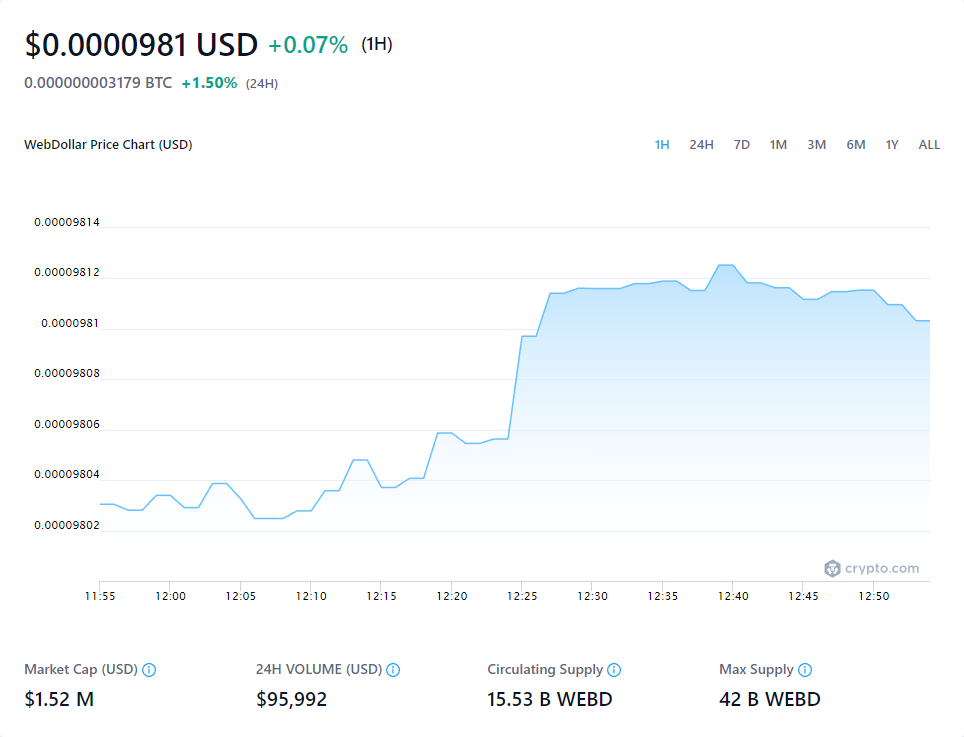 $0.0000981 USD +0.07% (1H)
0.000000003179 BTC +1.50% (24H)
WebDollar Price Chart (USD) 1H 24H 7D 1M 3M 6M 1Y ALL
0.00009814
0.00009812
0.0000981
0.00009808
0.00009806
0.00009804
0.00009802
crypto.com
11:55 12:00 12:05 12:10 12:15 12:20 12:25 12:30 12:35 12:40 12:45 12:50
Market Cap (USD) 24H VOLUME (USD) Circulating Supply Max Supply
$1.52 M $95,992 15.53 B WEBD 42 B WEBD